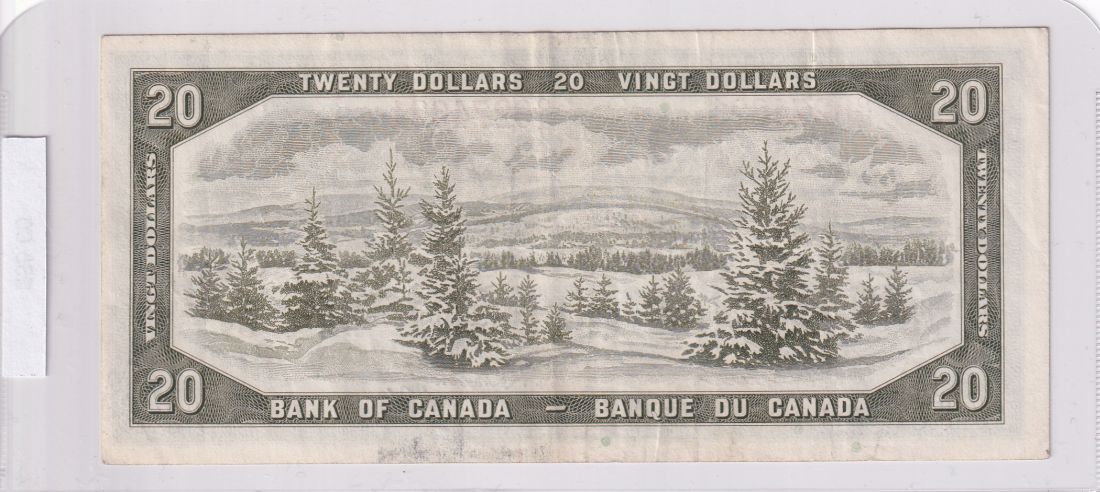 TWENTY DOLLARS 20 VINGT DOLLARS
20 20
VINGT DOLLARS
TWENTY DOLLARS
20 20
BANK OF CANADA — BANQUE DU CANADA